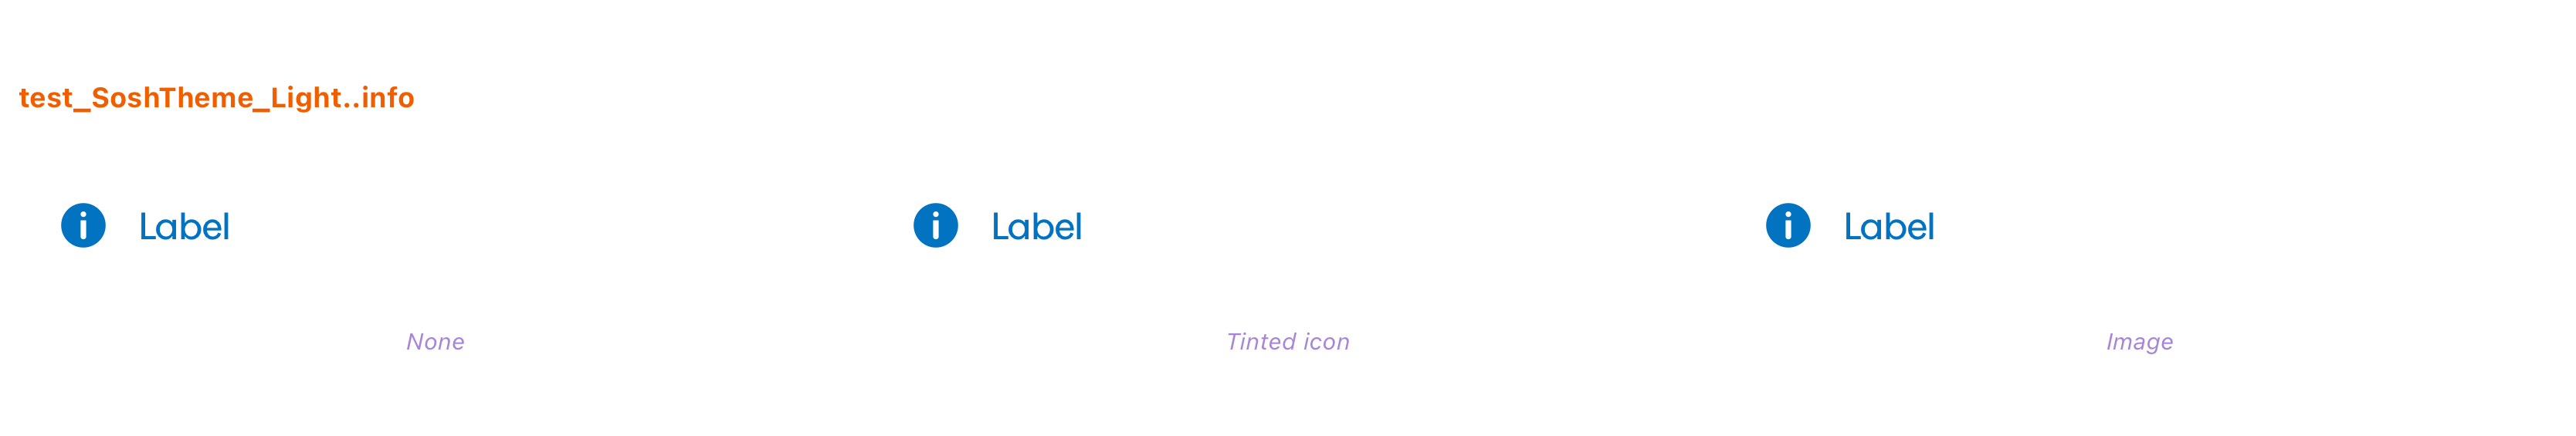 test_SoshTheme_Light..info
Label Label Label
None Tinted icon Image